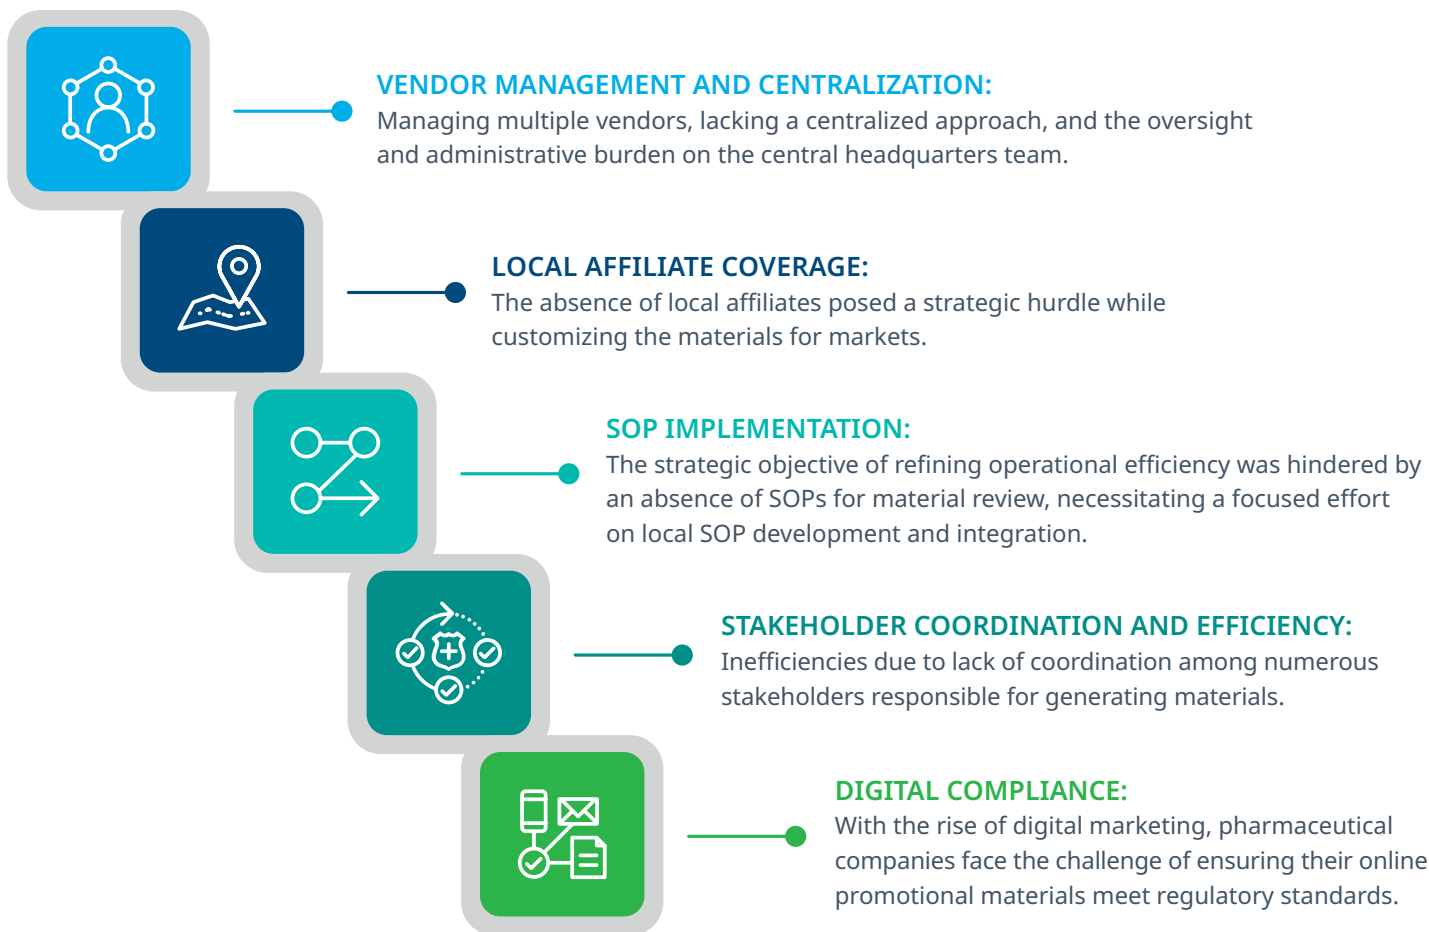 VENDOR MANAGEMENT AND CENTRALIZATION:
Managing multiple vendors, lacking a centralized approach, and the oversight
and administrative burden on the central headquarters team.
LOCAL AFFILIATE COVERAGE:
The absence of local affiliates posed a strategic hurdle while
customizing the materials for markets.
SOP IMPLEMENTATION:
The strategic objective of refining operational efficiency was hindered by
an absence of SOPs for material review, necessitating a focused effort
on local SOP development and integration.
STAKEHOLDER COORDINATION AND EFFICIENCY:
Inefficiencies due to lack of coordination among numerous
stakeholders responsible for generating materials.
DIGITAL COMPLIANCE:
With the rise of digital marketing, pharmaceutical
companies face the challenge of ensuring their online
promotional materials meet regulatory standards.